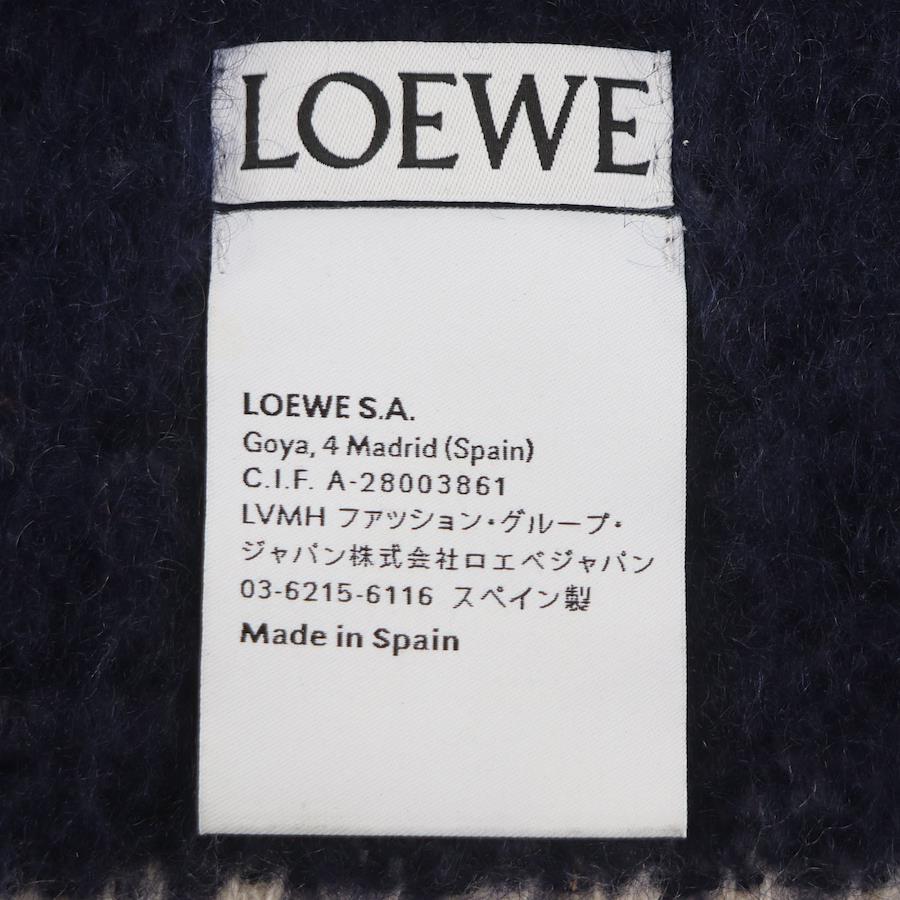 LOEWE
LOEWE S.A.
Goya, 4 Madrid (Spain)
C.I.F. A-28003861
LVMH ファッション・グループ・
ジャパン株式会社ロエベジャパン
03-6215-6116 スペイン製
Made in Spain